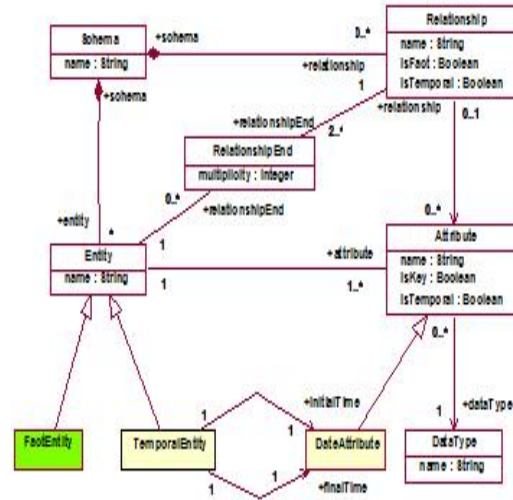 Relationship
Schema
+schema
0..*
name : String
name : String
isFact : Boolean
isTemporal : Boolean
+schema
+relationship
1
+relationship
+relationshipEnd
2..*
0..1
RelationshipEnd
multiplicity : Integer
0..*
+relationshipEnd
+entity
*
1
0..*
Entity
name : String
1
+attribute
1..*
Attribute
name : String
isKey : Boolean
isTemporal : Boolean
0..*
+initialTime
1
1
+dataType
1
FactEntity
TemporalEntity
DateAttribute
DataType
name : String
1
1
+finalTime